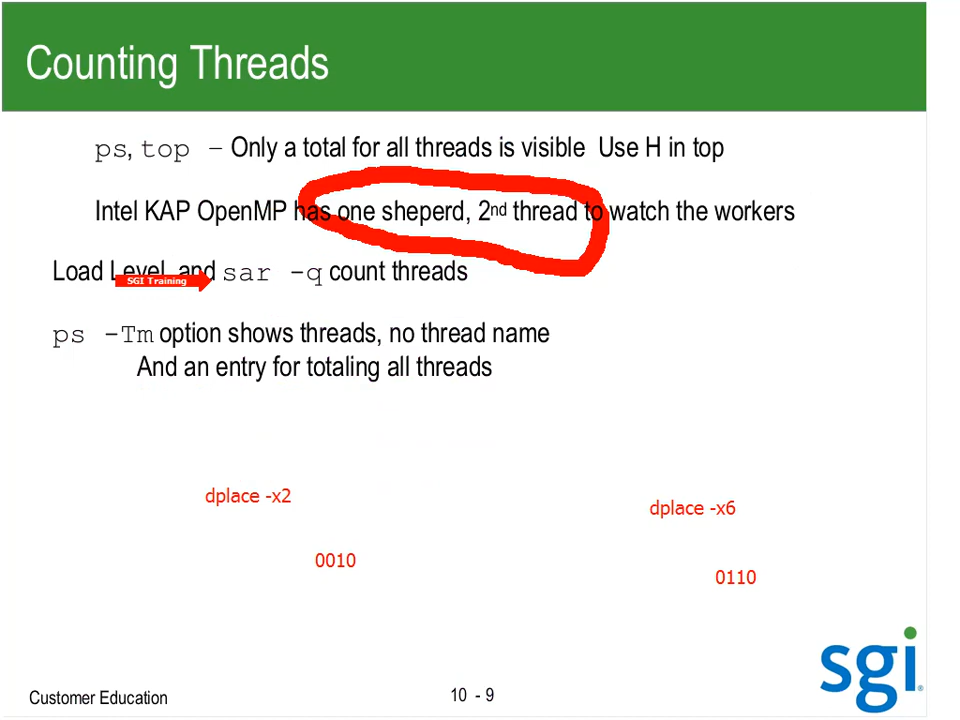 Counting Threads
ps, top – Only a total for all threads is visible Use H in top
Intel KAP OpenMP has one sheperd, 2nd thread to watch the workers
Load Level and sar -q count threads
SGI Training
ps -Tm option shows threads, no thread name
And an entry for totaling all threads
dplace -x2
dplace -x6
0010
0110
sgi
Customer Education
10 - 9